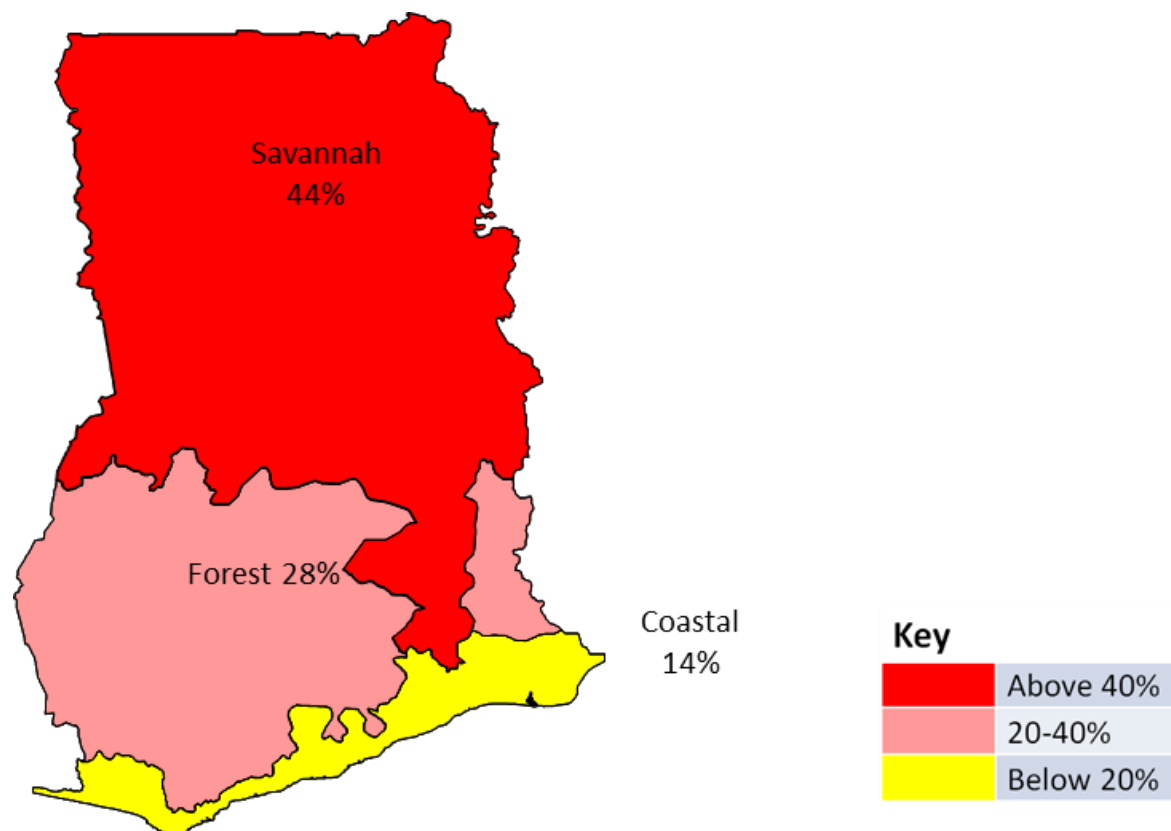 Savannah
44%
Forest 28%
Coastal
14%
Key
Above 40%
20-40%
Below 20%